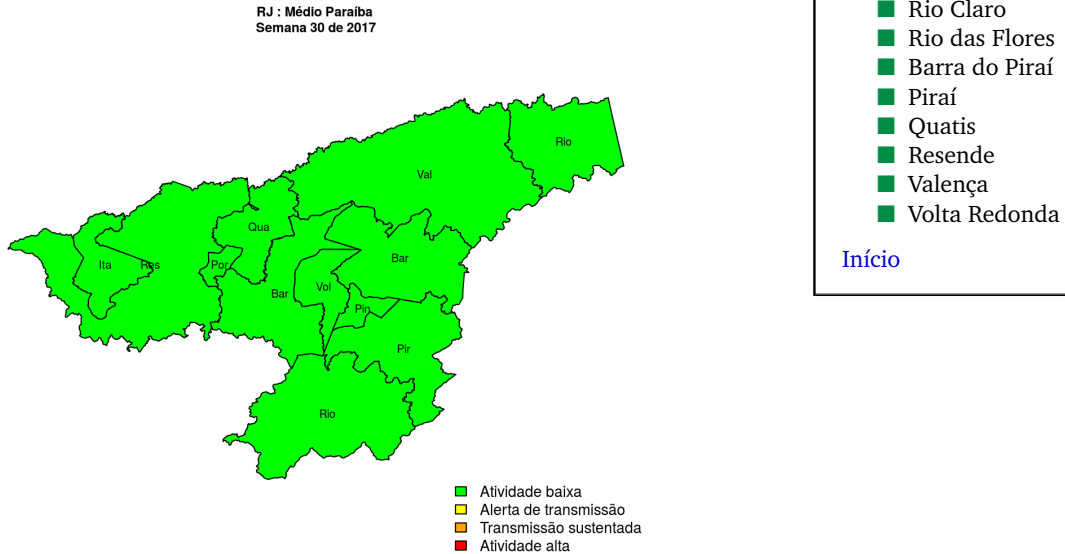 RJ : Médio Paraíba
Semana 30 de 2017
Rio
Val
Qua
Ita
Res
Por
Bar
Bar
Vol
Pin
Pir
Rio
Atividade baixa
Alerta de transmissão
Transmissão sustentada
Atividade alta
Rio Claro
Rio das Flores
Barra do Piraí
Piraí
Quatis
Resende
Valença
Volta Redonda
Início